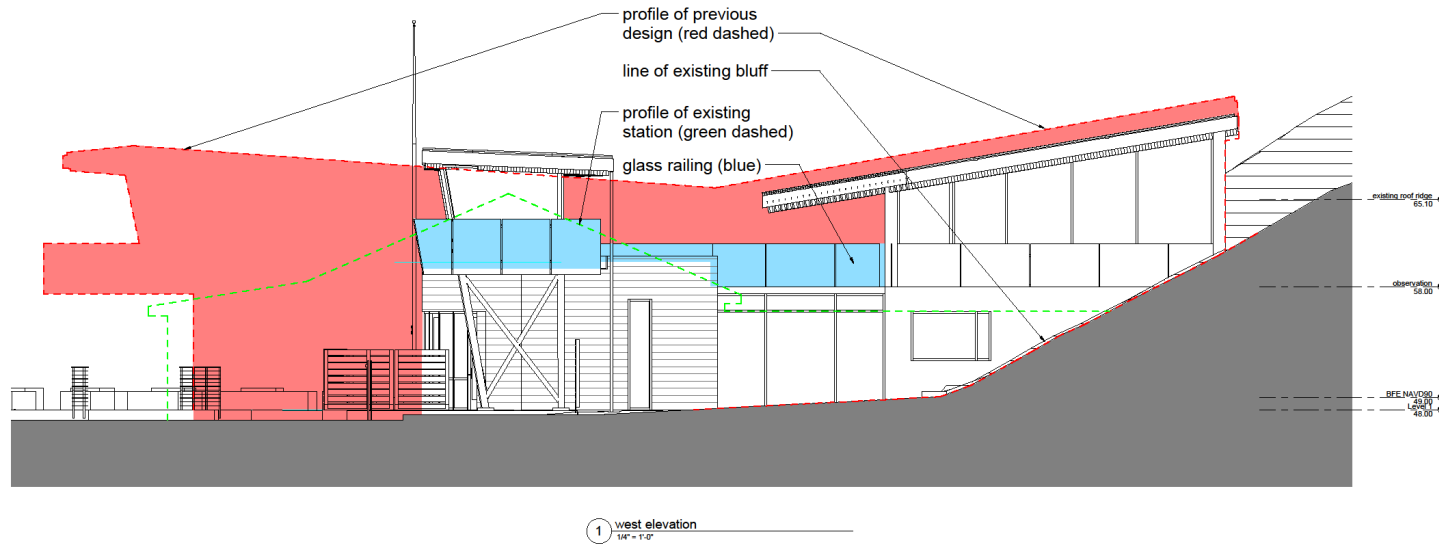 profile of previous
design (red dashed)
line of existing bluff
profile of existing
station (green dashed)
glass railing (blue)
existing roof ridge
65.10
observation
58.00
BFE NAVD90
49.00
Level 1
48.00
1
west elevation
1/4" = 1'-0"